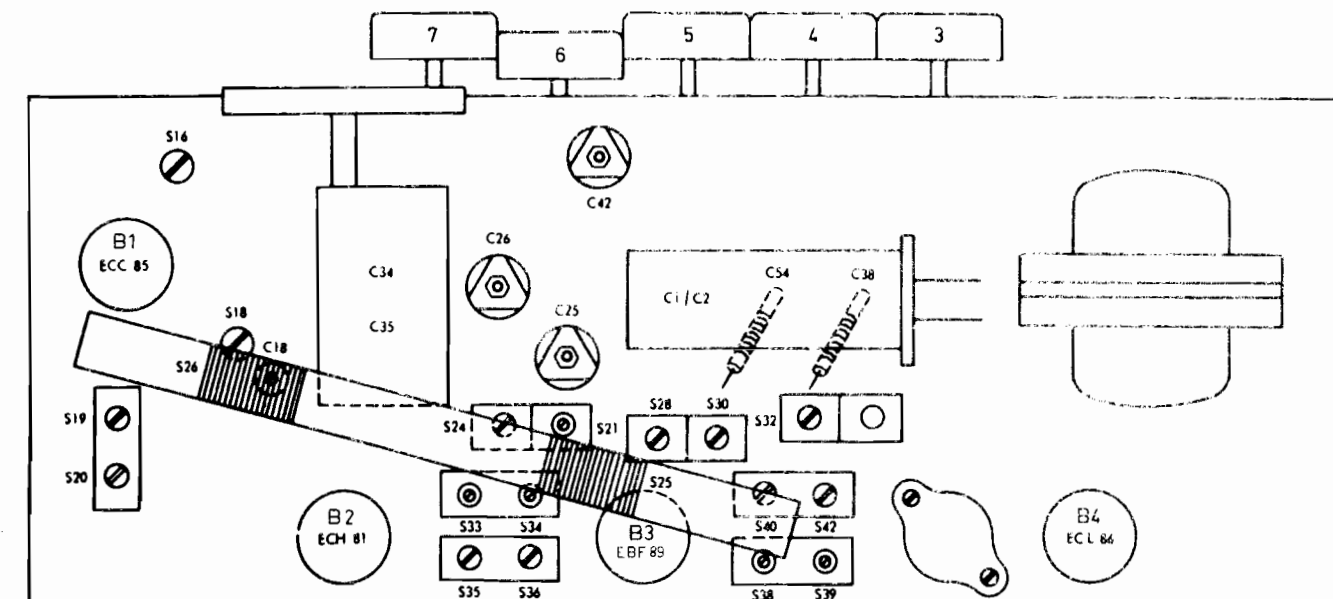 7
6
5
4
3
S16
C42
B1
ECC 85
C26
C34
C35
C54
C38
C1/C2
S18
C18
C25
S26
S19
S20
S24
S21
S28
S30
S32
S25
S33
S34
S40
S42
B2
ECH 81
B3
EBF 89
B4
ECL 86
S35
S36
S38
S39